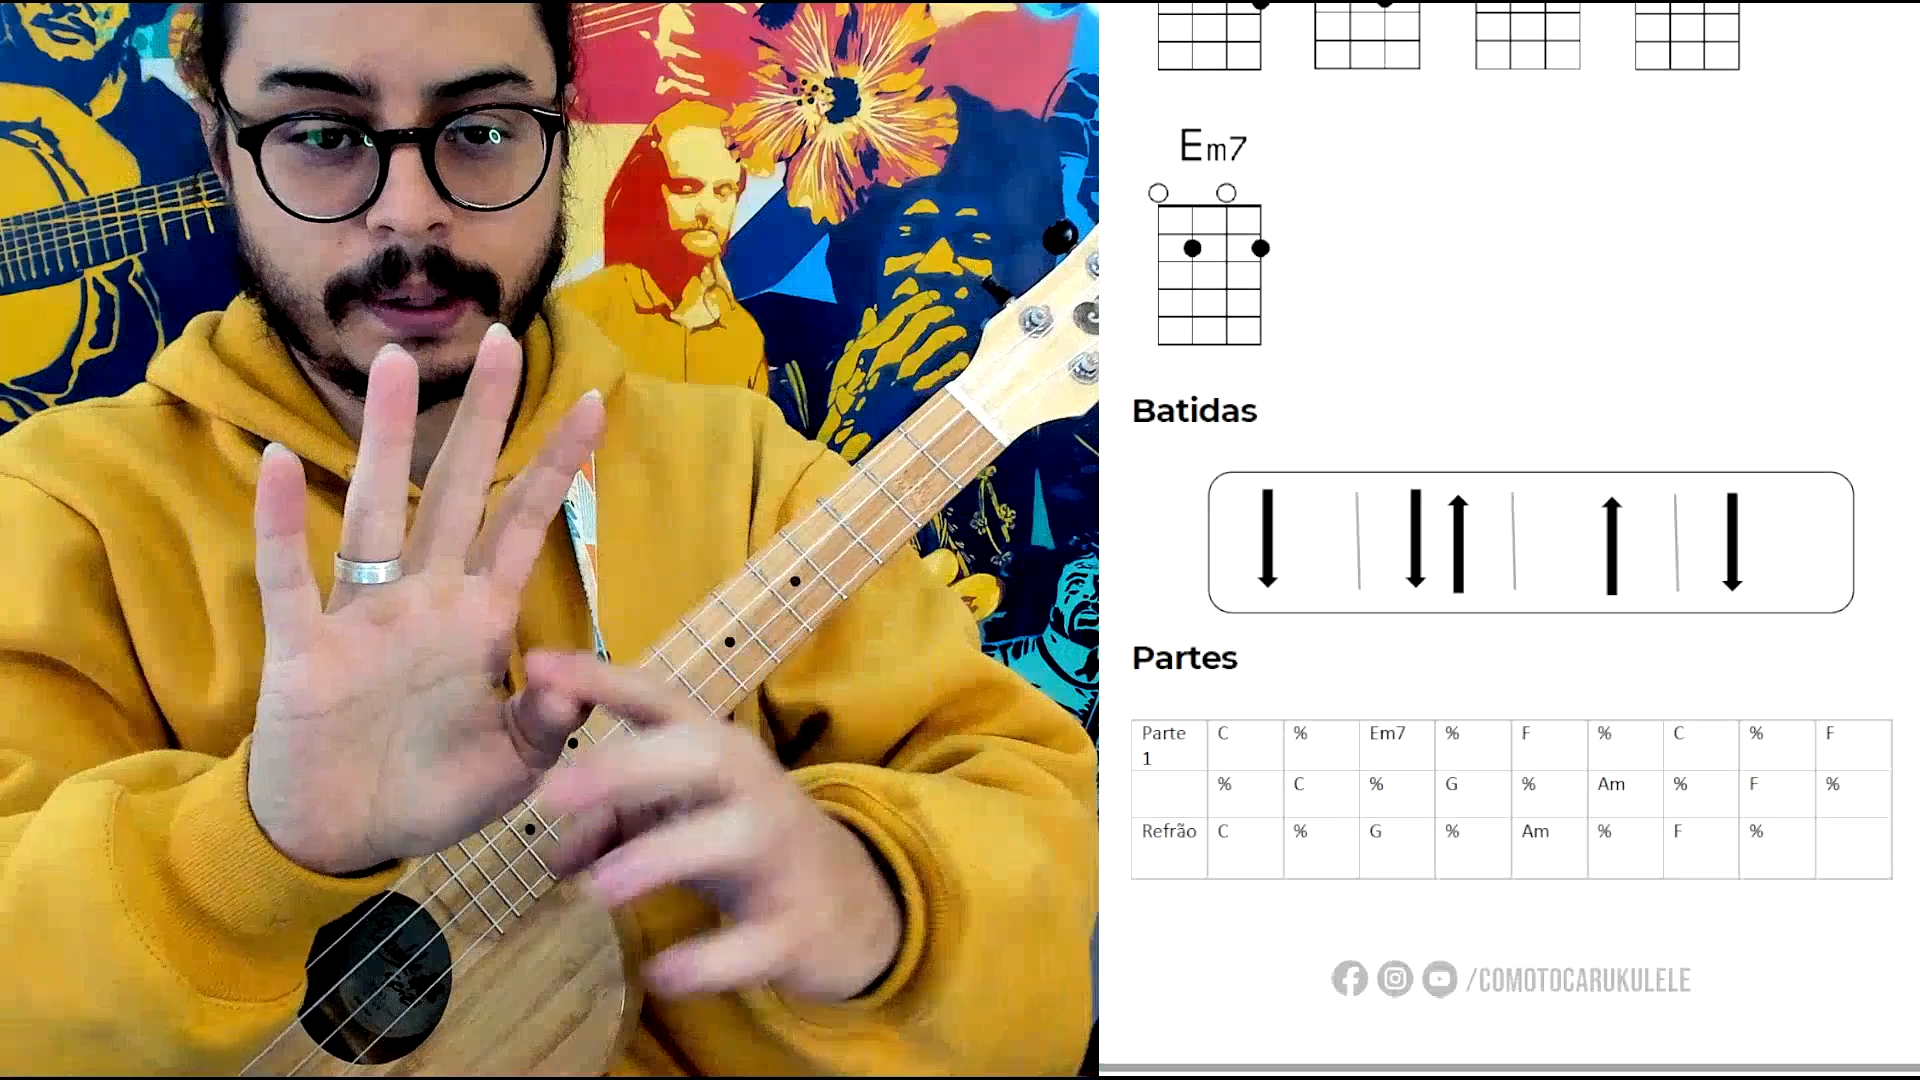 Em7
Batidas
Partes
Parte 1 C % Em7 % F % C % F
% C % G % Am % F %
Refrão C % G % Am % F %
/COMOTOCARUKULELE